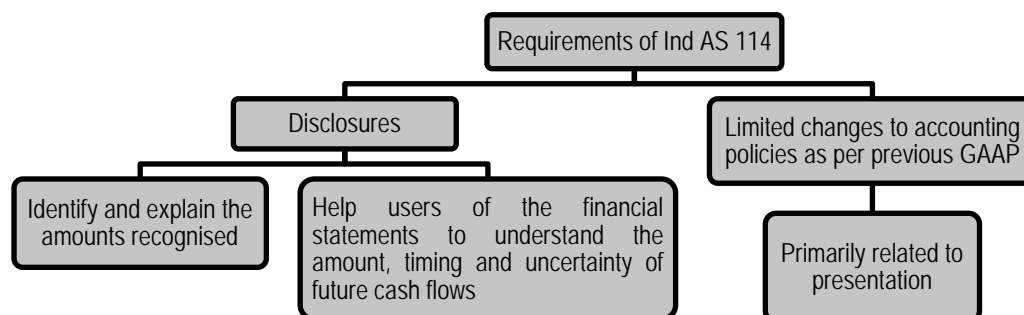 Requirements of Ind AS 114
Disclosures
Limited changes to accounting
policies as per previous GAAP
Identify and explain the
amounts recognised
Help users of the financial
statements to understand the
amount, timing and uncertainty of
future cash flows
Primarily related to
presentation